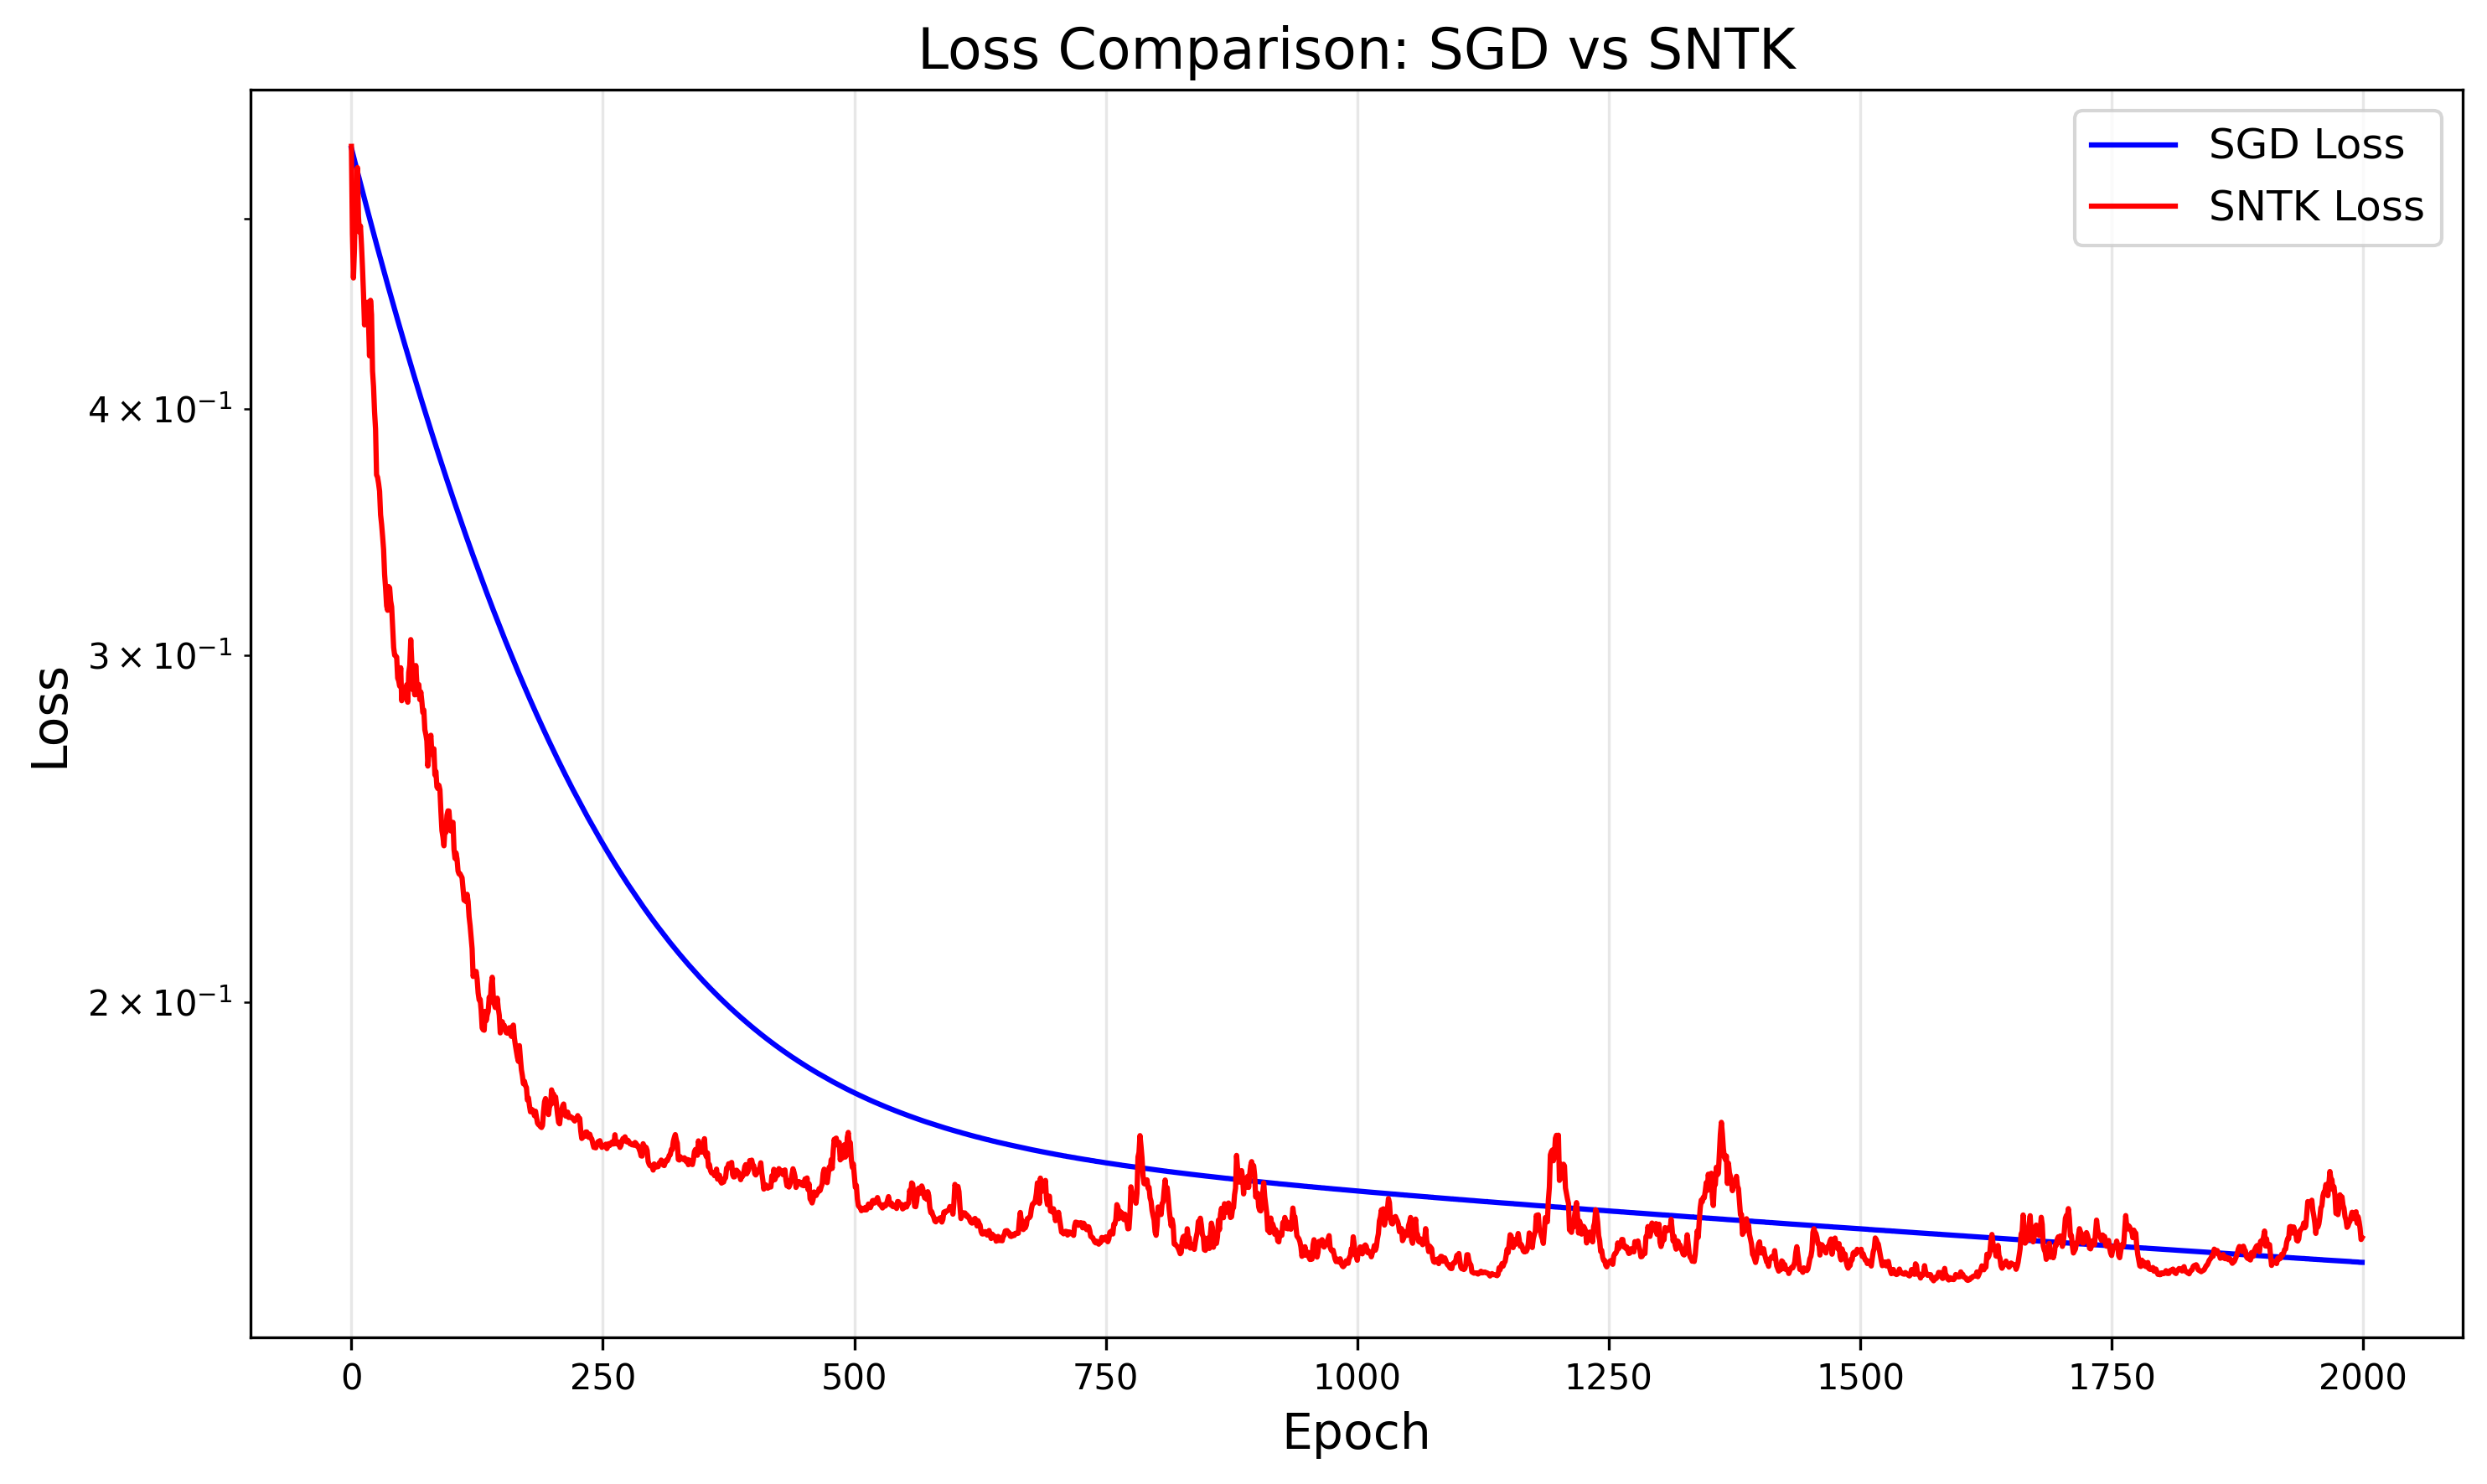 Loss Comparison: SGD vs SNTK
SGD Loss
SNTK Loss
4 × 10⁻¹
3 × 10⁻¹
2 × 10⁻¹
Loss
0 250 500 750 1000 1250 1500 1750 2000
Epoch